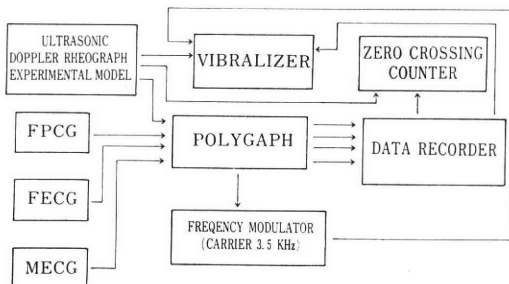 ULTRASONIC
DOPPLER RHEOGRAPH
EXPERIMENTAL MODEL
VIBRALIZER
ZERO CROSSING
COUNTER
FPCG
POLYGAPH
DATA RECORDER
FECG
FREQENCY MODULATOR
(CARRIER 3.5 KHz)
MECG